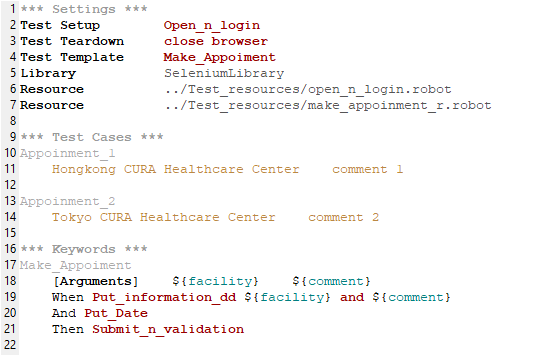 1 *** Settings ***
2 Test Setup        Open_n_login
3 Test Teardown     close browser
4 Test Template     Make_Appoiment
5 Library           SeleniumLibrary
6 Resource          ../Test_resources/open_n_login.robot
7 Resource          ../Test_resources/make_appoinment_r.robot
8
9 *** Test Cases ***
10 Appoinment_1
11     Hongkong CURA Healthcare Center    comment 1
12
13 Appoinment_2
14     Tokyo CURA Healthcare Center    comment 2
15
16 *** Keywords ***
17 Make_Appoiment
18     [Arguments]    ${facility}    ${comment}
19     When Put_information_dd ${facility} and ${comment}
20     And Put_Date
21     Then Submit_n_validation
22